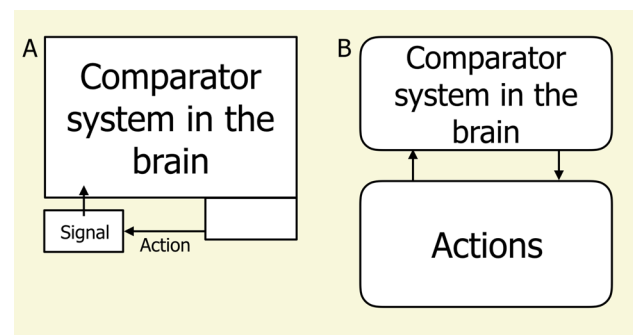 A
Comparator
system in the
brain
Signal
Action
B
Comparator
system in the
brain
Actions